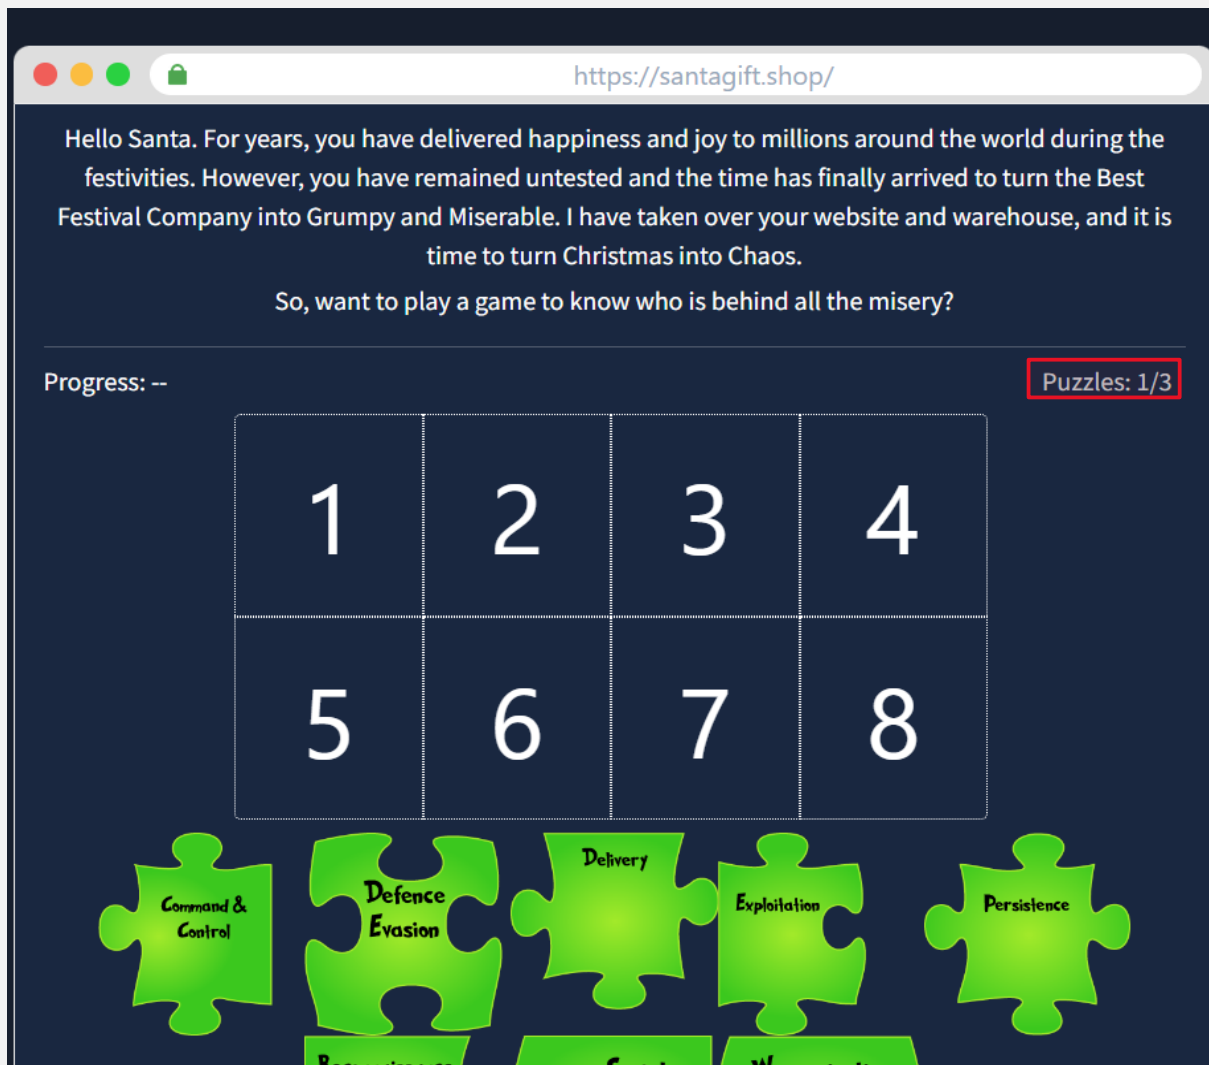 https://santagift.shop/
Hello Santa. For years, you have delivered happiness and joy to millions around the world during the
festivities. However, you have remained untested and the time has finally arrived to turn the Best
Festival Company into Grumpy and Miserable. I have taken over your website and warehouse, and it is
time to turn Christmas into Chaos.
So, want to play a game to know who is behind all the misery?
Progress: --
Puzzles: 1/3
1 2 3 4
5 6 7 8
Command &
Control
Defence
Evasion
Delivery
Exploitation
Persistence